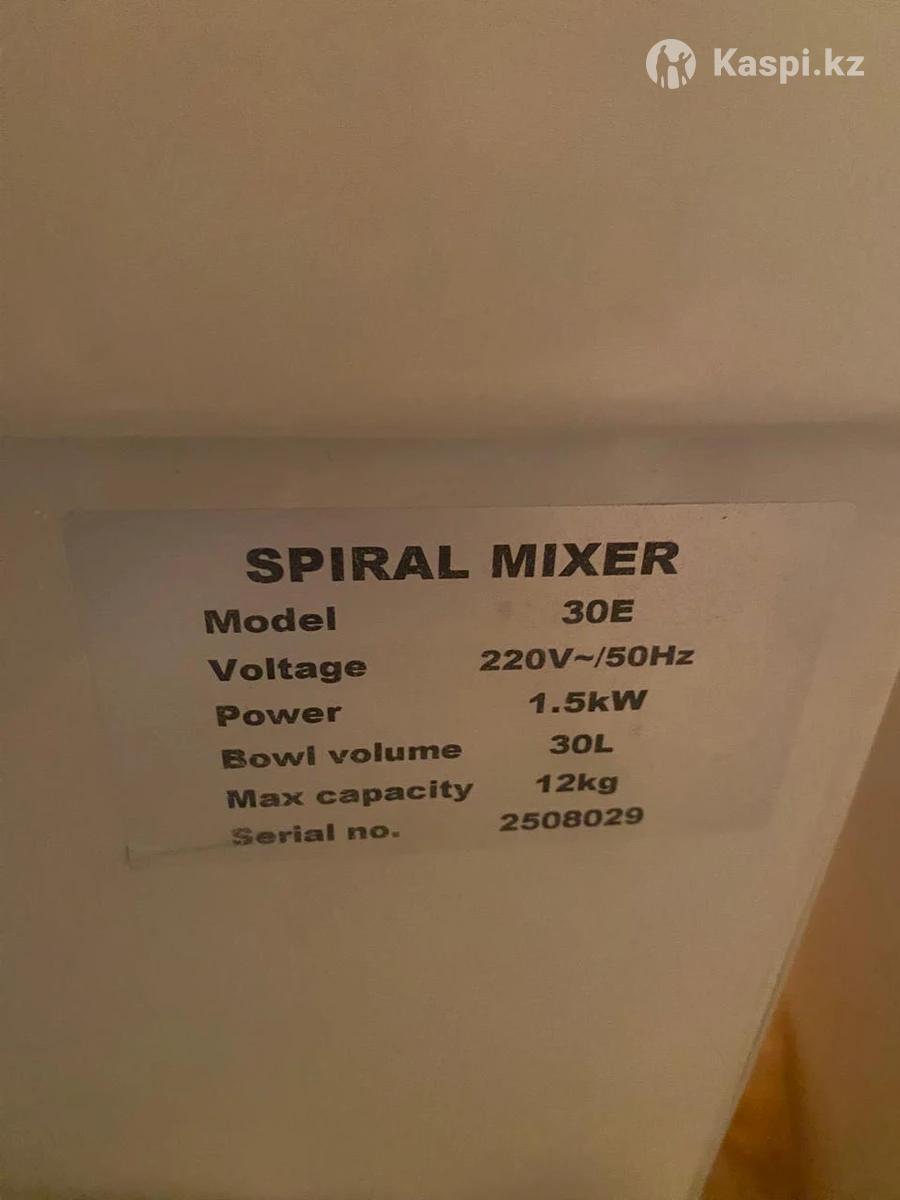 Kaspi.kz
SPIRAL MIXER
Model 30E
Voltage 220V~/50Hz
Power 1.5kW
Bowl volume 30L
Max capacity 12kg
Serial no. 2508029